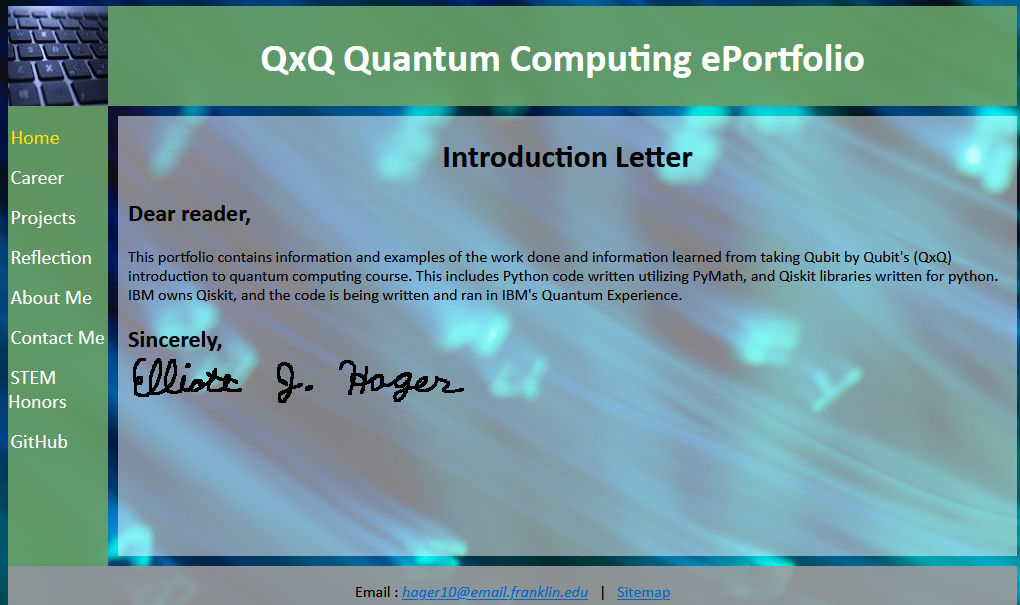 QxQ Quantum Computing ePortfolio
Home
Career
Projects
Reflection
About Me
Contact Me
STEM
Honors
GitHub
Introduction Letter
Dear reader,
This portfolio contains information and examples of the work done and information learned from taking Qubit by Qubit's (QxQ)
introduction to quantum computing course. This includes Python code written utilizing PyMath, and Qiskit libraries written for python.
IBM owns Qiskit, and the code is being written and ran in IBM's Quantum Experience.
Sincerely,
Elliott J. Hager
Email : hager10@email.franklin.edu | Sitemap